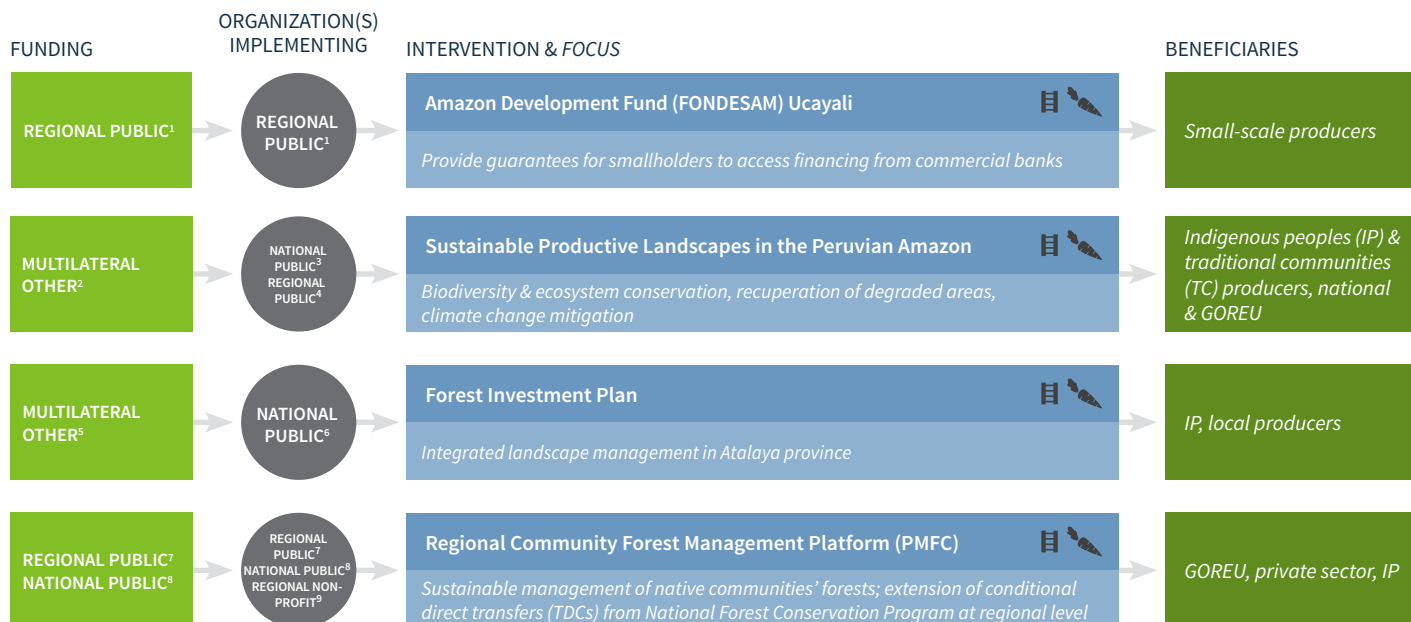 FUNDING
ORGANIZATION(S)
IMPLEMENTING
INTERVENTION & FOCUS
BENEFICIARIES
REGIONAL PUBLIC¹
REGIONAL
PUBLIC¹
Amazon Development Fund (FONDESAM) Ucayali
Provide guarantees for smallholders to access financing from commercial banks
Small-scale producers
MULTILATERAL
OTHER²
NATIONAL
PUBLIC³
REGIONAL
PUBLIC⁴
Sustainable Productive Landscapes in the Peruvian Amazon
Biodiversity & ecosystem conservation, recuperation of degraded areas,
climate change mitigation
Indigenous peoples (IP) &
traditional communities
(TC) producers, national
& GOREU
MULTILATERAL
OTHER⁵
NATIONAL
PUBLIC⁶
Forest Investment Plan
Integrated landscape management in Atalaya province
IP, local producers
REGIONAL PUBLIC⁷
NATIONAL PUBLIC⁸
REGIONAL
PUBLIC⁷
NATIONAL PUBLIC⁸
REGIONAL NON-
PROFIT⁹
Regional Community Forest Management Platform (PMFC)
Sustainable management of native communities' forests; extension of conditional
direct transfers (TDCs) from National Forest Conservation Program at regional level
GOREU, private sector, IP